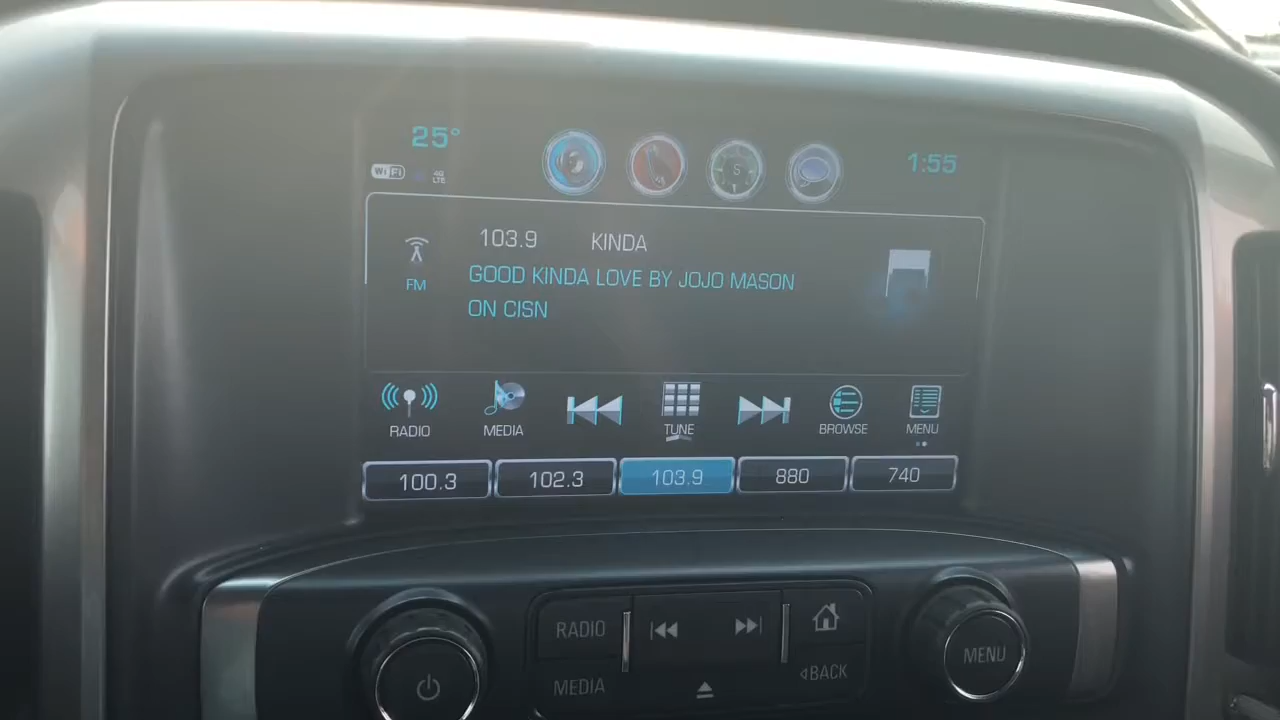 25°
1:55
WiFi
4G
LTE
S
103.9 KINDA
FM
GOOD KINDA LOVE BY JOJO MASON
ON CISN
RADIO
MEDIA
TUNE
BROWSE
MENU
100.3
102.3
103.9
880
740
RADIO
MEDIA
BACK
MENU